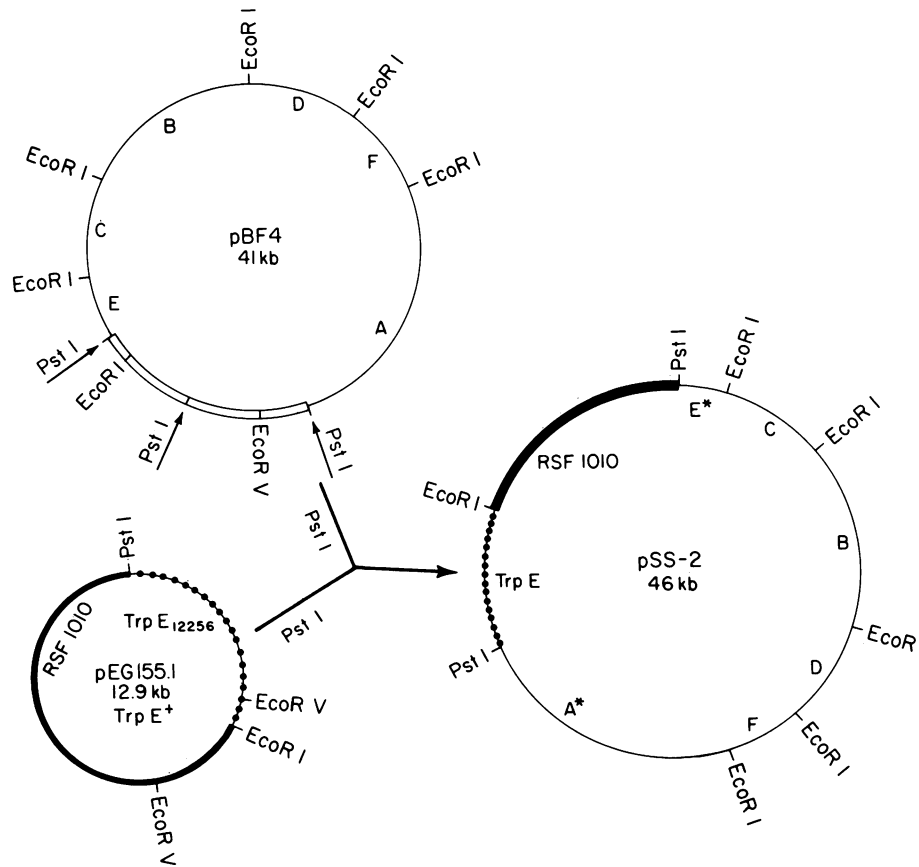 EcoR I
D
EcoR I
B
F
EcoR I
EcoR I
C
pBF4
41 kb
EcoR I
E
A
Pst I
EcoR I
Pst I
EcoR V
Pst I
Pst I
Pst I
Pst I
RSF 1010
Trp E12256
pEG155.1
12.9 kb
Trp E+
EcoR V
EcoR I
EcoR V
Pst I
EcoR I
E*
C
EcoR I
RSF 1010
EcoR I
B
pSS-2
46 kb
Trp E
EcoR
Pst I
D
A*
F
EcoR I
EcoR I